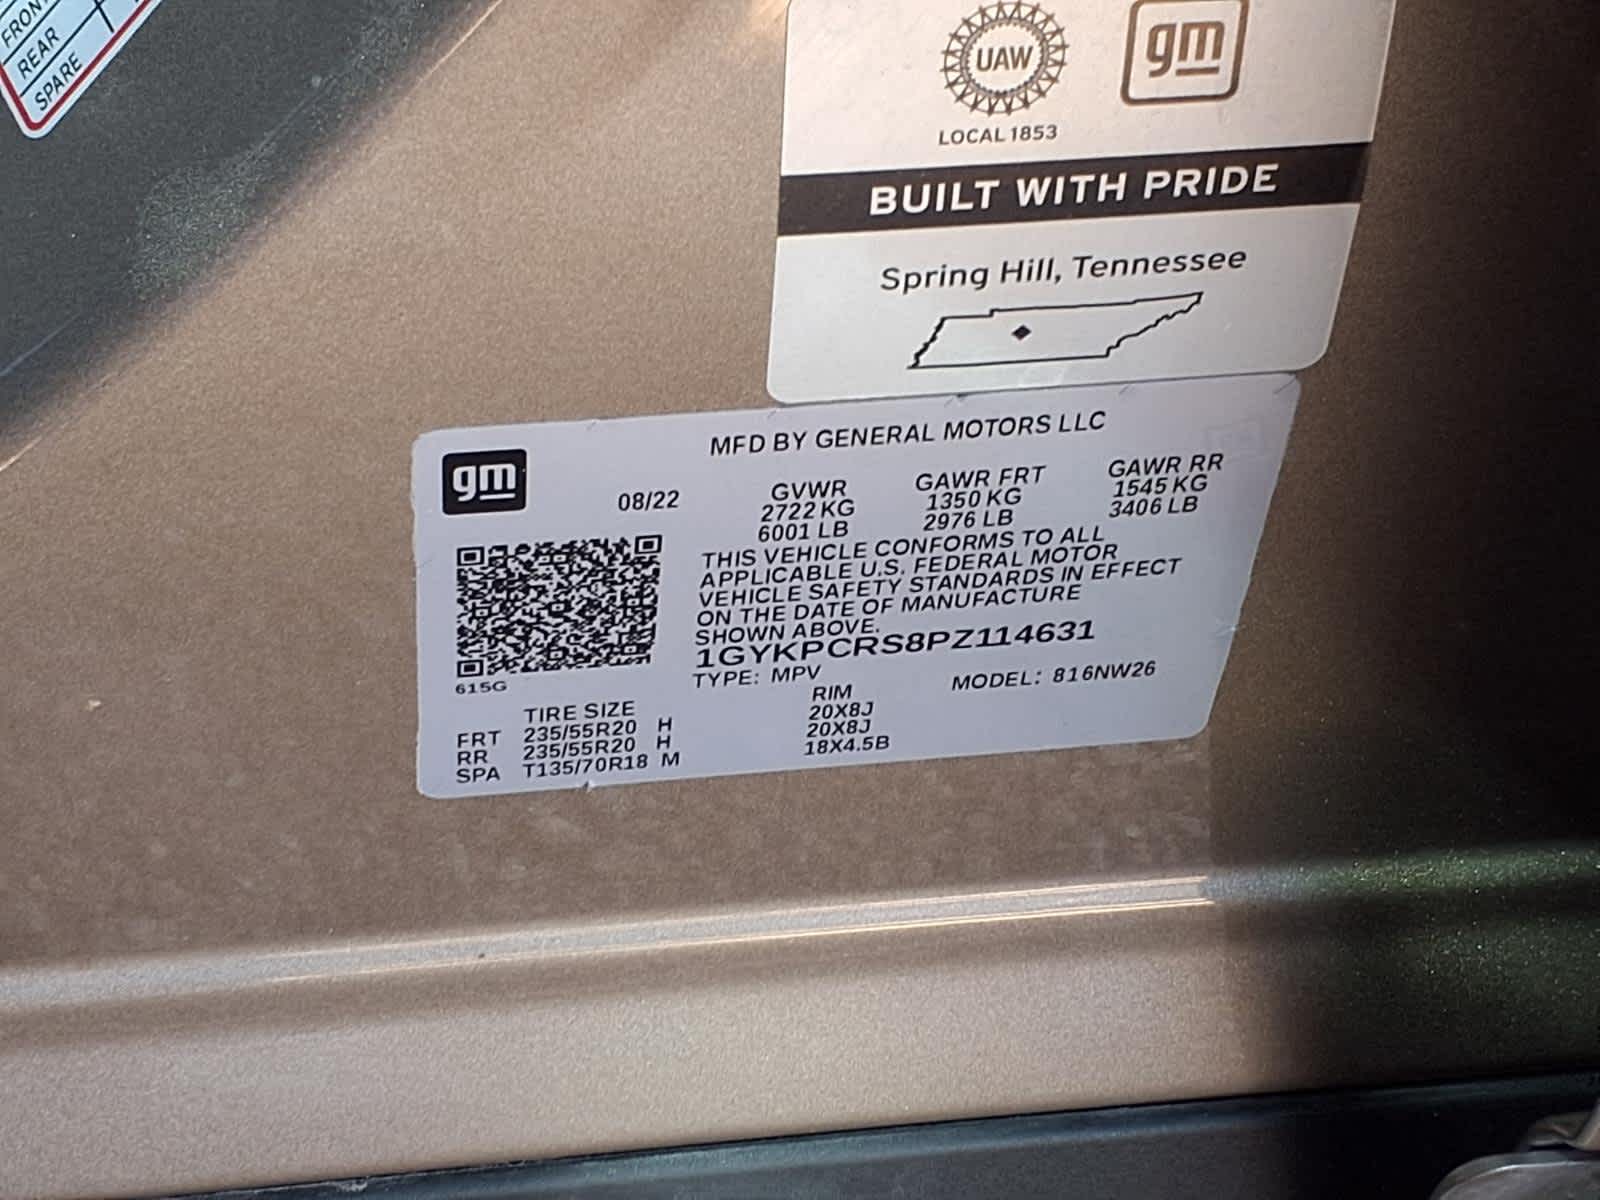 FRONT
REAR
SPARE
UAW
gm
LOCAL 1853
BUILT WITH PRIDE
Spring Hill, Tennessee
MFD BY GENERAL MOTORS LLC
gm
08/22
GVWR
2722 KG
6001 LB
GAWR FRT
1350 KG
2976 LB
GAWR RR
1545 KG
3406 LB
THIS VEHICLE CONFORMS TO ALL
APPLICABLE U.S. FEDERAL MOTOR
VEHICLE SAFETY STANDARDS IN EFFECT
ON THE DATE OF MANUFACTURE
SHOWN ABOVE.
1GYKPCRS8PZ114631
TYPE: MPV
MODEL: 816NW26
615G
TIRE SIZE RIM
FRT 235/55R20 H 20X8J
RR 235/55R20 H 20X8J
SPA T135/70R18 M 18X4.5B